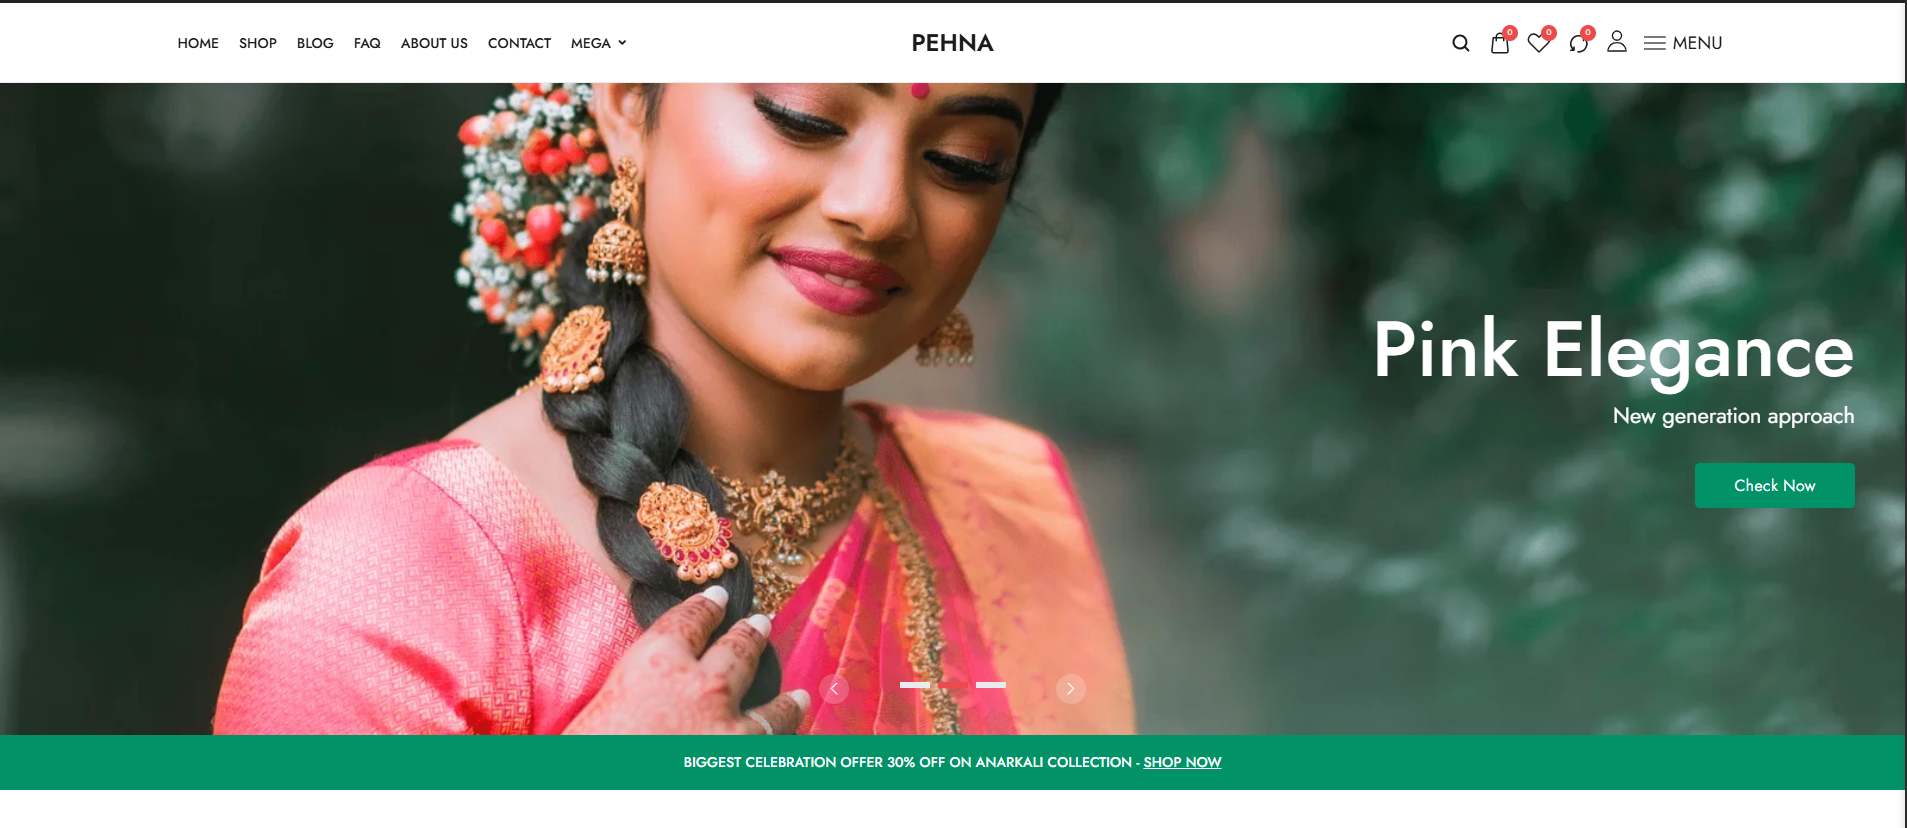 HOME SHOP BLOG FAQ ABOUT US CONTACT MEGA
PEHNA
0 0 0 MENU
Pink Elegance
New generation approach
Check Now
BIGGEST CELEBRATION OFFER 30% OFF ON ANARKALI COLLECTION - SHOP NOW